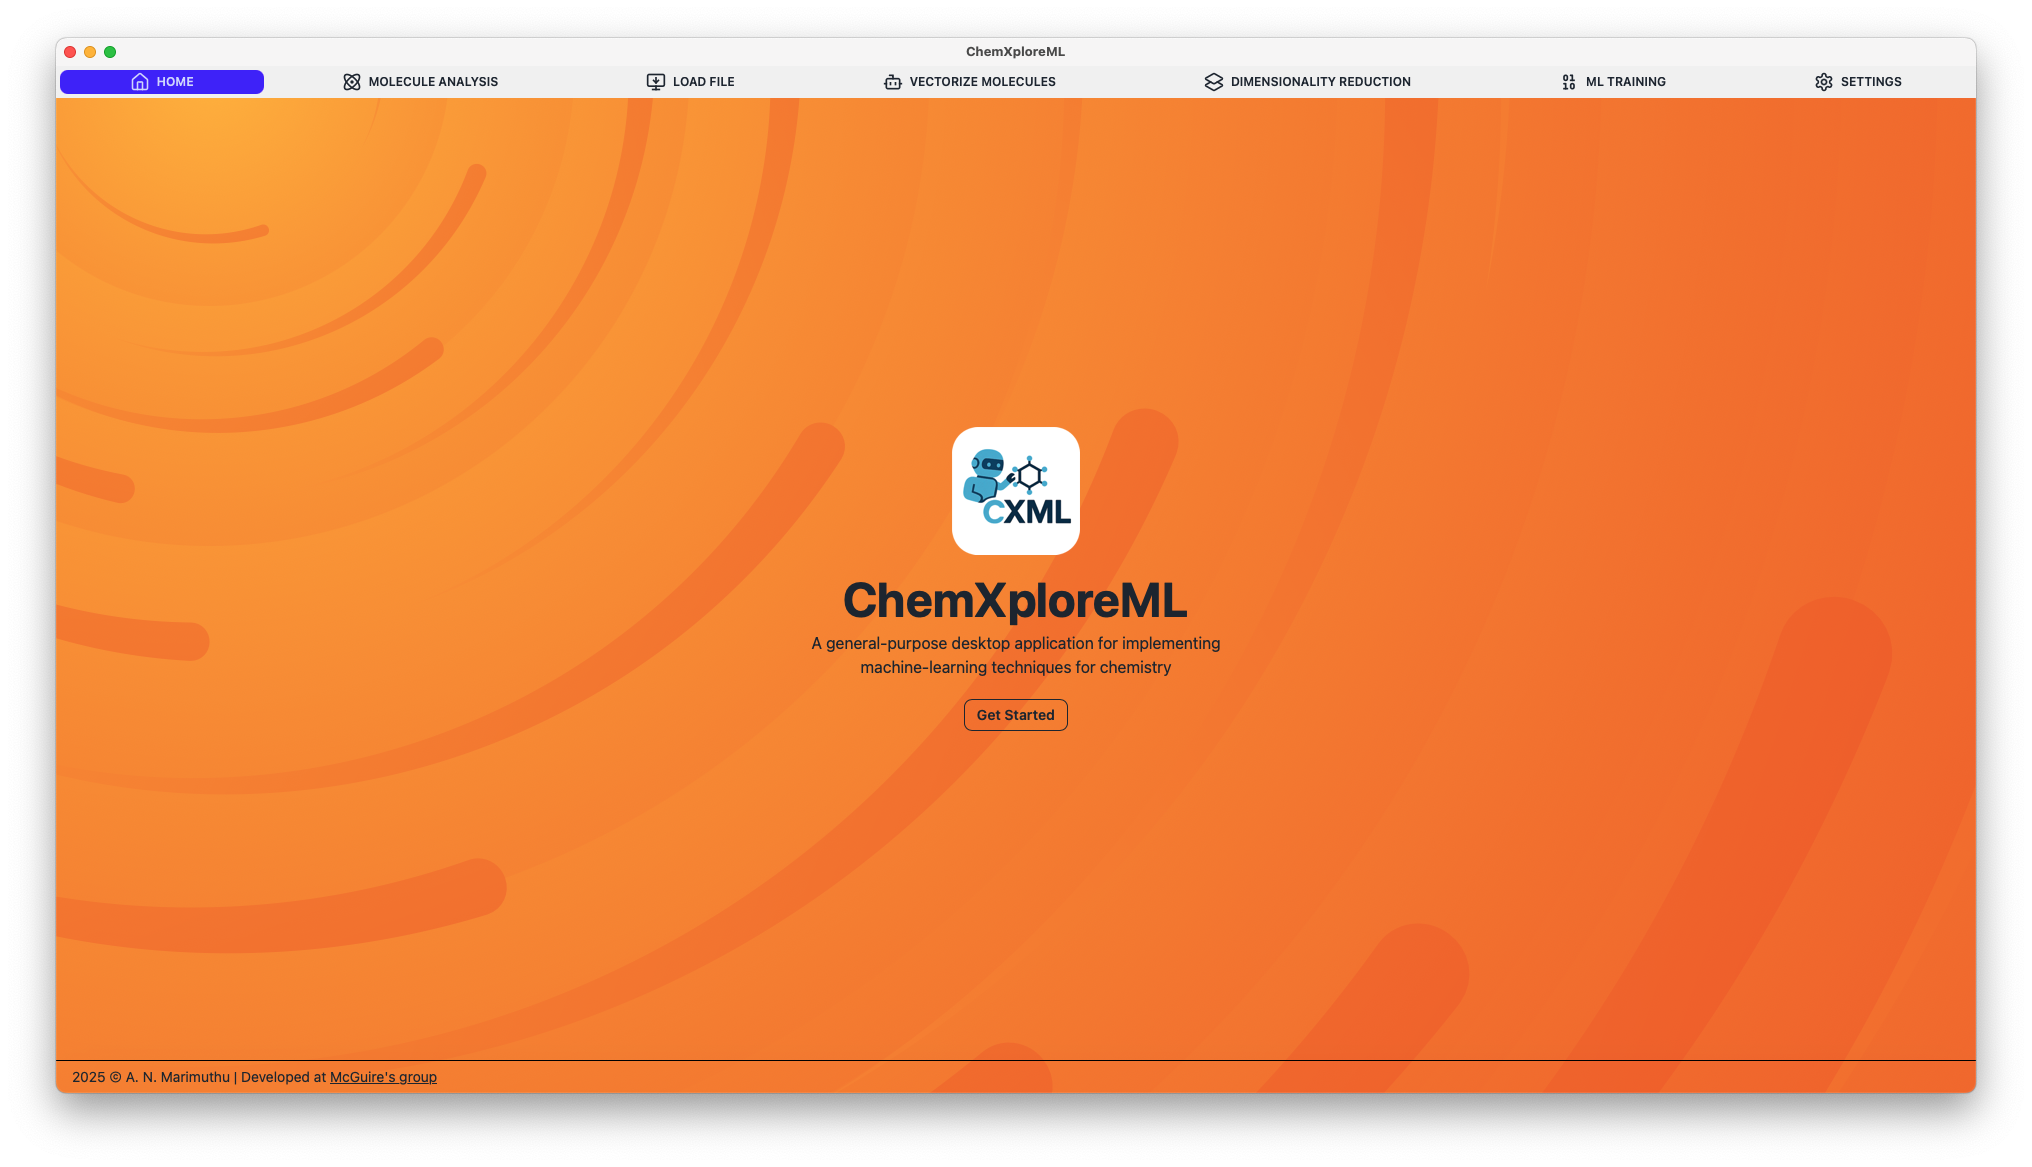 ChemXploreML
HOME MOLECULE ANALYSIS LOAD FILE VECTORIZE MOLECULES DIMENSIONALITY REDUCTION ML TRAINING SETTINGS
CXML
ChemXploreML
A general-purpose desktop application for implementing
machine-learning techniques for chemistry
Get Started
2025 © A. N. Marimuthu | Developed at McGuire's group